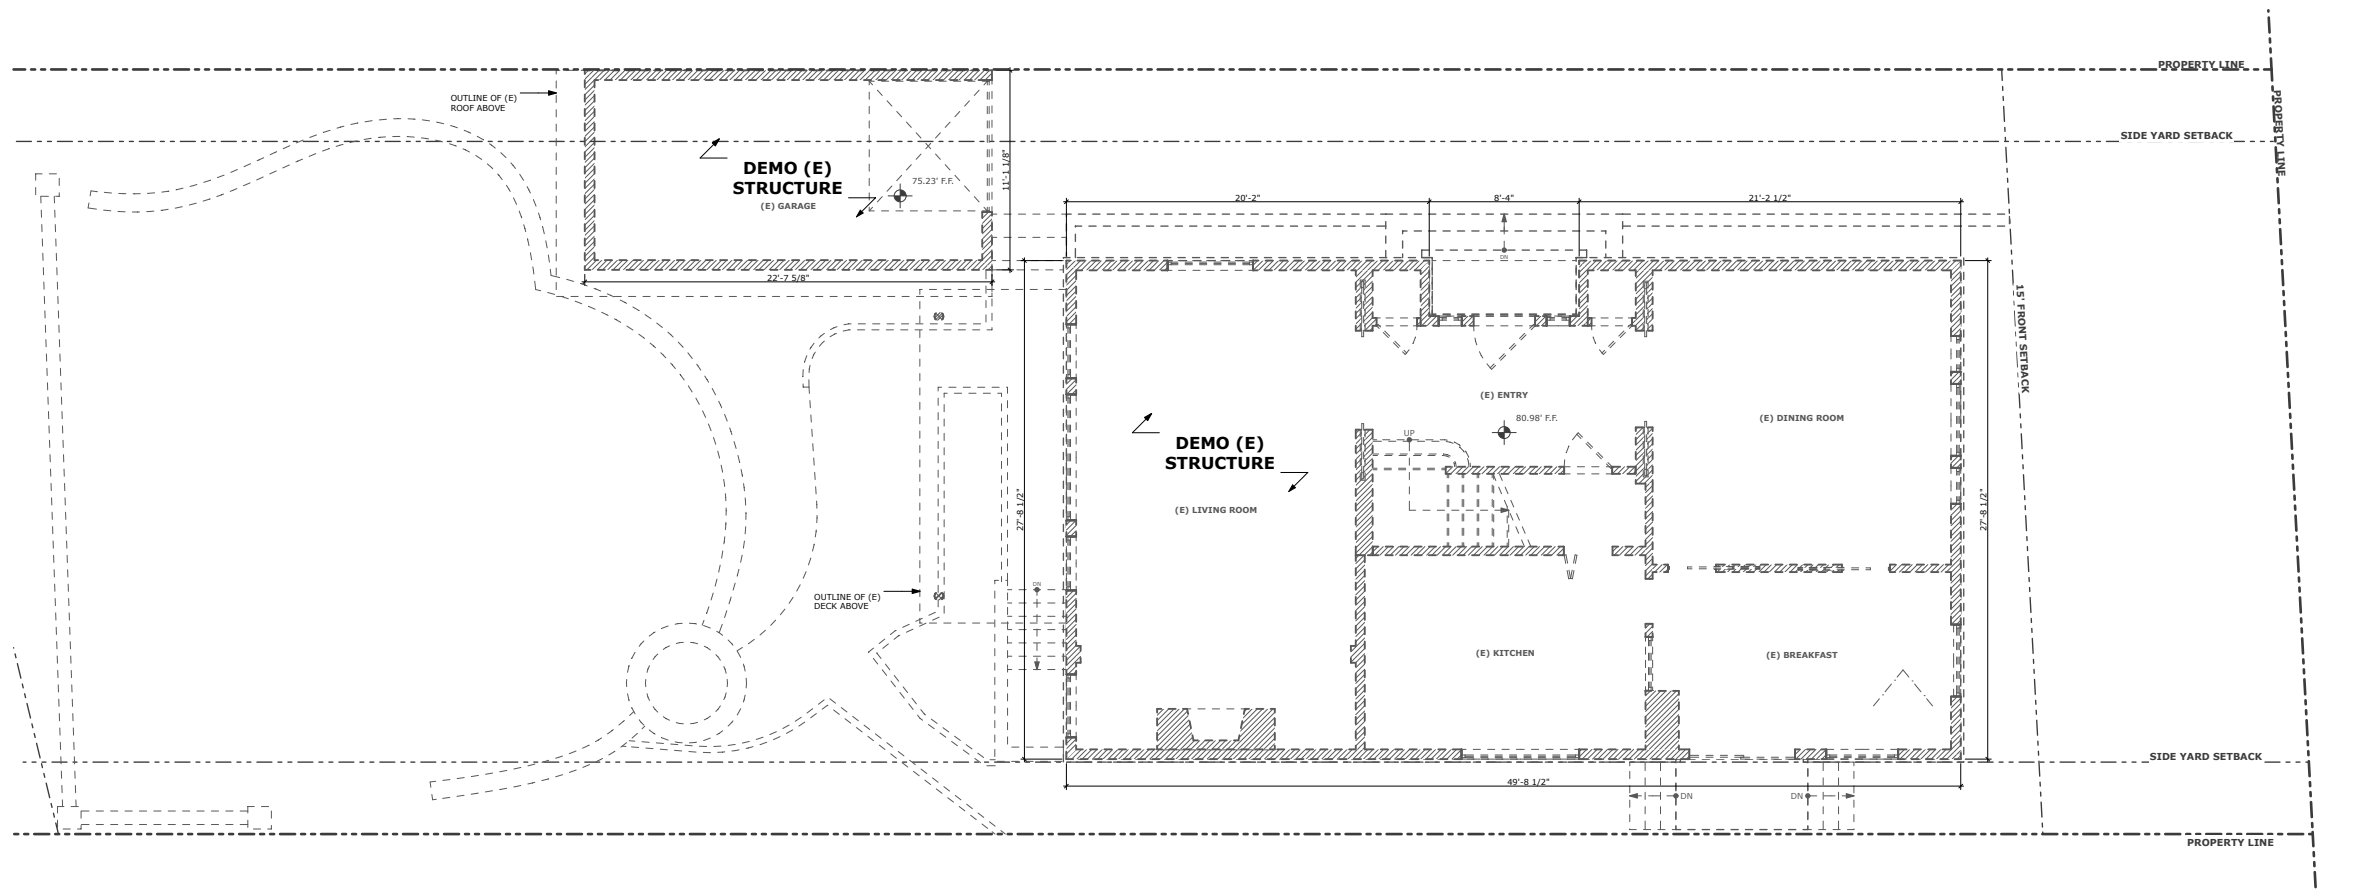 PROPERTY LINE
PROPERTY LINE
OUTLINE OF (E)
ROOF ABOVE
SIDE YARD SETBACK
DEMO (E)
STRUCTURE
(E) GARAGE
75.23' F.F.
11'-1 1/8"
22'-7 5/8"
20'-2"
8'-4"
21'-2 1/2"
DN
15' FRONT SETBACK
(E) ENTRY
80.98' F.F.
(E) DINING ROOM
UP
DEMO (E)
STRUCTURE
(E) LIVING ROOM
27'-8 1/2"
27'-8 1/2"
DN
OUTLINE OF (E)
DECK ABOVE
(E) KITCHEN
(E) BREAKFAST
SIDE YARD SETBACK
49'-8 1/2"
DN
DN
PROPERTY LINE